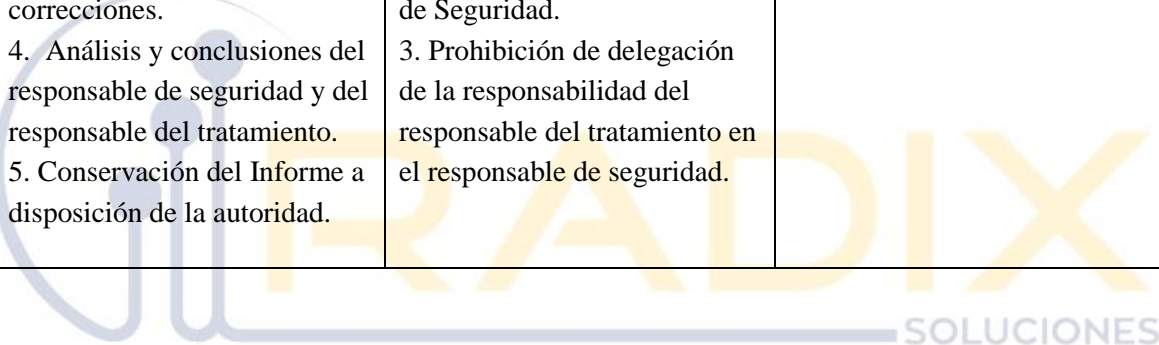 correcciones.
4. Análisis y conclusiones del
responsable de seguridad y del
responsable del tratamiento.
5. Conservación del Informe a
disposición de la autoridad.
de Seguridad.
3. Prohibición de delegación
de la responsabilidad del
responsable del tratamiento en
el responsable de seguridad.
RADIX
SOLUCIONES